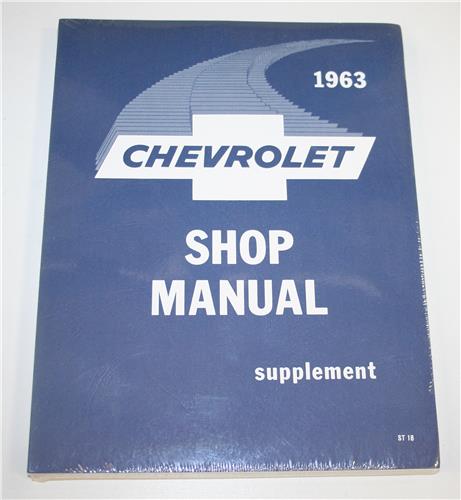 1963
CHEVROLET
SHOP
MANUAL
supplement
ST 18